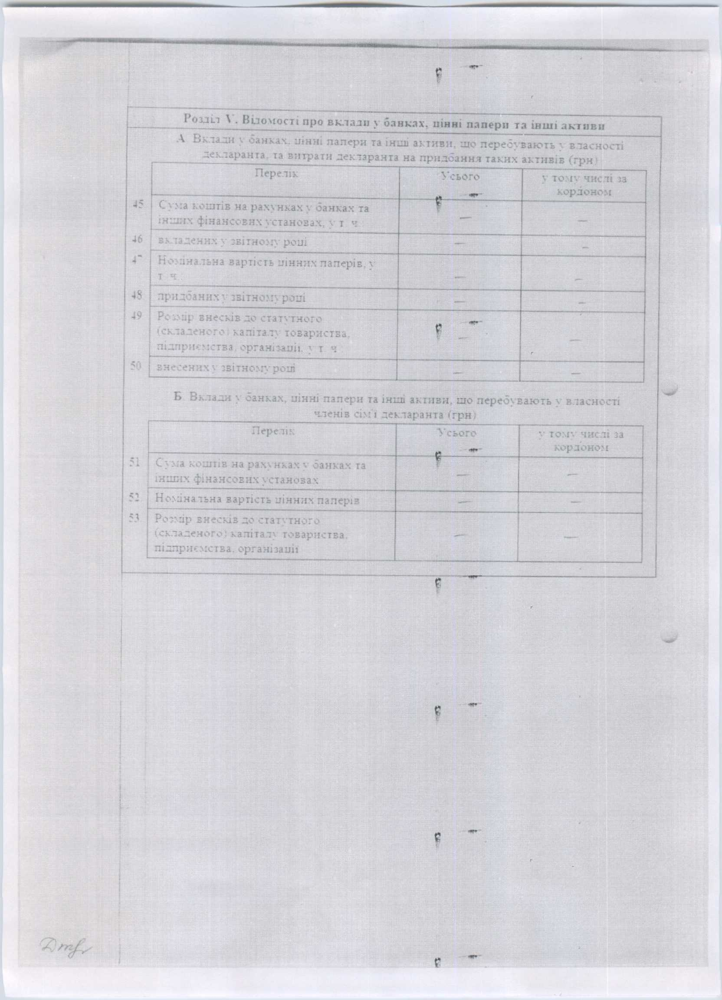 Розділ V. Відомості про вклади у банках, цінні папери та інші активи
А. Вклади у банках, цінні папери та інші активи, що перебувають у власності
декларанта, та витрати декларанта на придбання таких активів (грн)
Перелік Усього у тому числі за
кордоном
45 Сума коштів на рахунках у банках та
інших фінансових установах, у т. ч. — —
46 вкладених у звітному році — —
47 Номінальна вартість цінних паперів, у
т. ч. — —
48 придбаних у звітному році — —
49 Розмір внесків до статутного
(складеного) капіталу товариства,
підприємства, організації, у т. ч. — —
50 внесених у звітному році — —
Б. Вклади у банках, цінні папери та інші активи, що перебувають у власності
членів сім'ї декларанта (грн)
Перелік Усього у тому числі за
кордоном
51 Сума коштів на рахунках у банках та
інших фінансових установах — —
52 Номінальна вартість цінних паперів — —
53 Розмір внесків до статутного
(складеного) капіталу товариства,
підприємства, організації — —